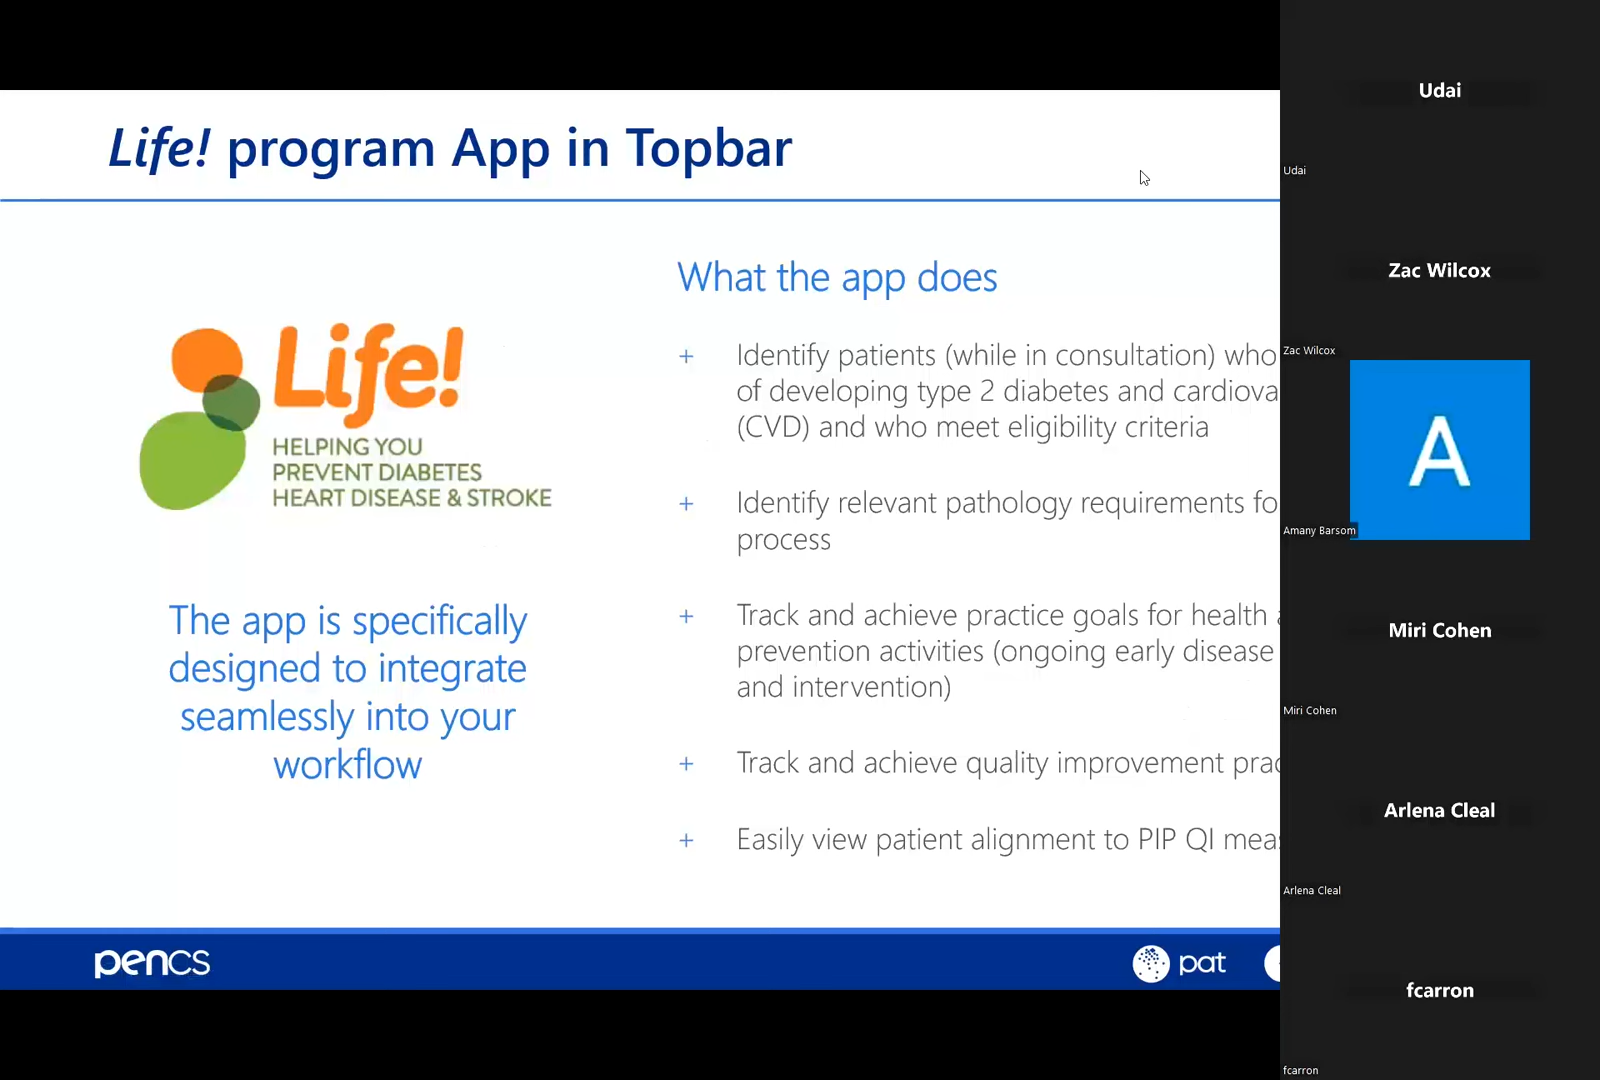 Life! program App in Topbar
Life!
HELPING YOU
PREVENT DIABETES
HEART DISEASE & STROKE
The app is specifically
designed to integrate
seamlessly into your
workflow
What the app does
+ Identify patients (while in consultation) who
of developing type 2 diabetes and cardiova
(CVD) and who meet eligibility criteria
+ Identify relevant pathology requirements fo
process
+ Track and achieve practice goals for health
prevention activities (ongoing early disease
and intervention)
+ Track and achieve quality improvement prac
+ Easily view patient alignment to PIP QI meas
pencs
pat
Udai
Udai
Zac Wilcox
Zac Wilcox
A
Amany Barsom
Miri Cohen
Miri Cohen
Arlena Cleal
Arlena Cleal
fcarron
fcarron